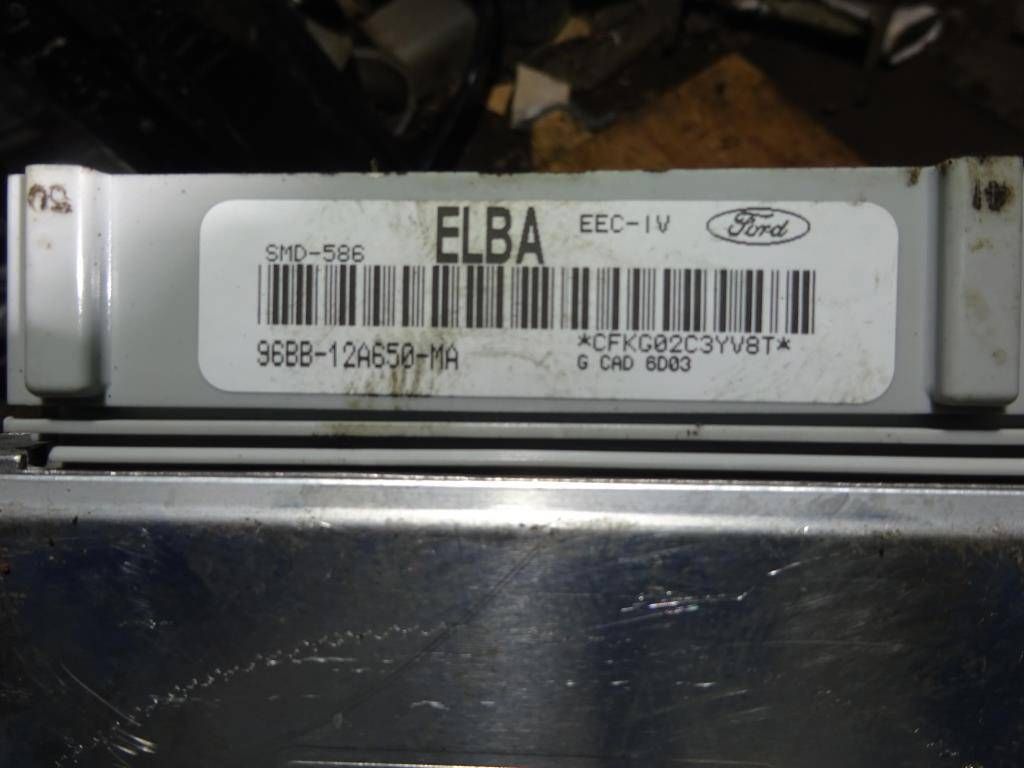 ELBA EEC-IV Ford
SMD-586
96BB-12A650-MA *CFKG02C3YV8T*
G CAD 6D03